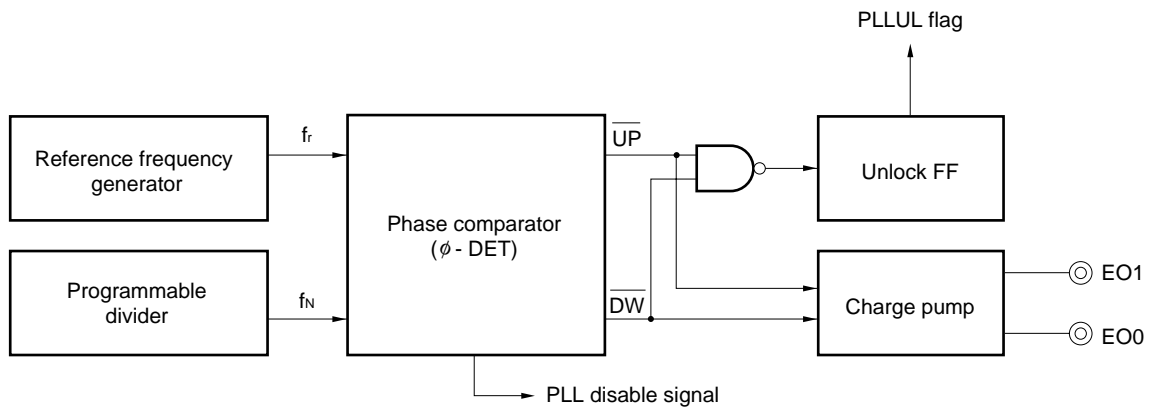 PLLUL flag
Reference frequency
generator
fr
Phase comparator
(ϕ - DET)
UP
Unlock FF
Programmable
divider
fN
DW
Charge pump
EO1
EO0
PLL disable signal